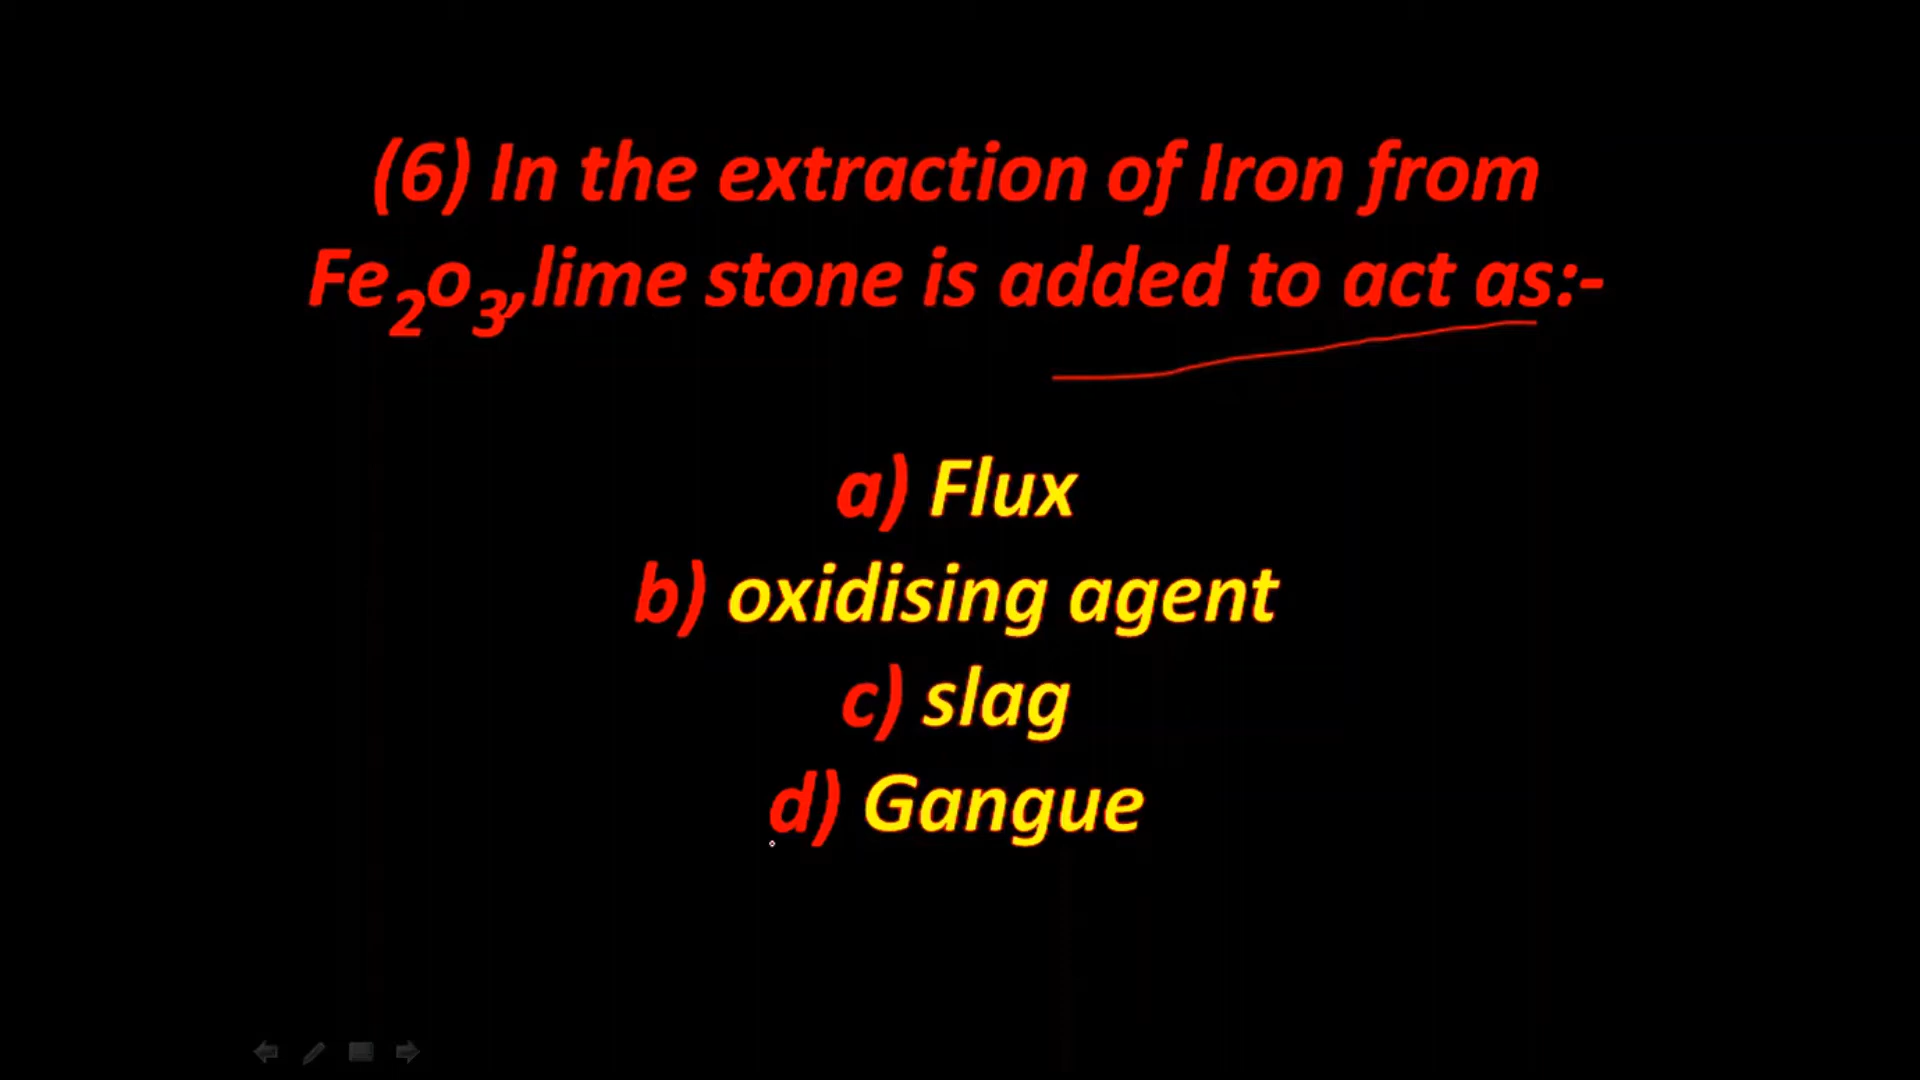 (6) In the extraction of Iron from
Fe₂o₃,lime stone is added to act as:-
a) Flux
b) oxidising agent
c) slag
d) Gangue